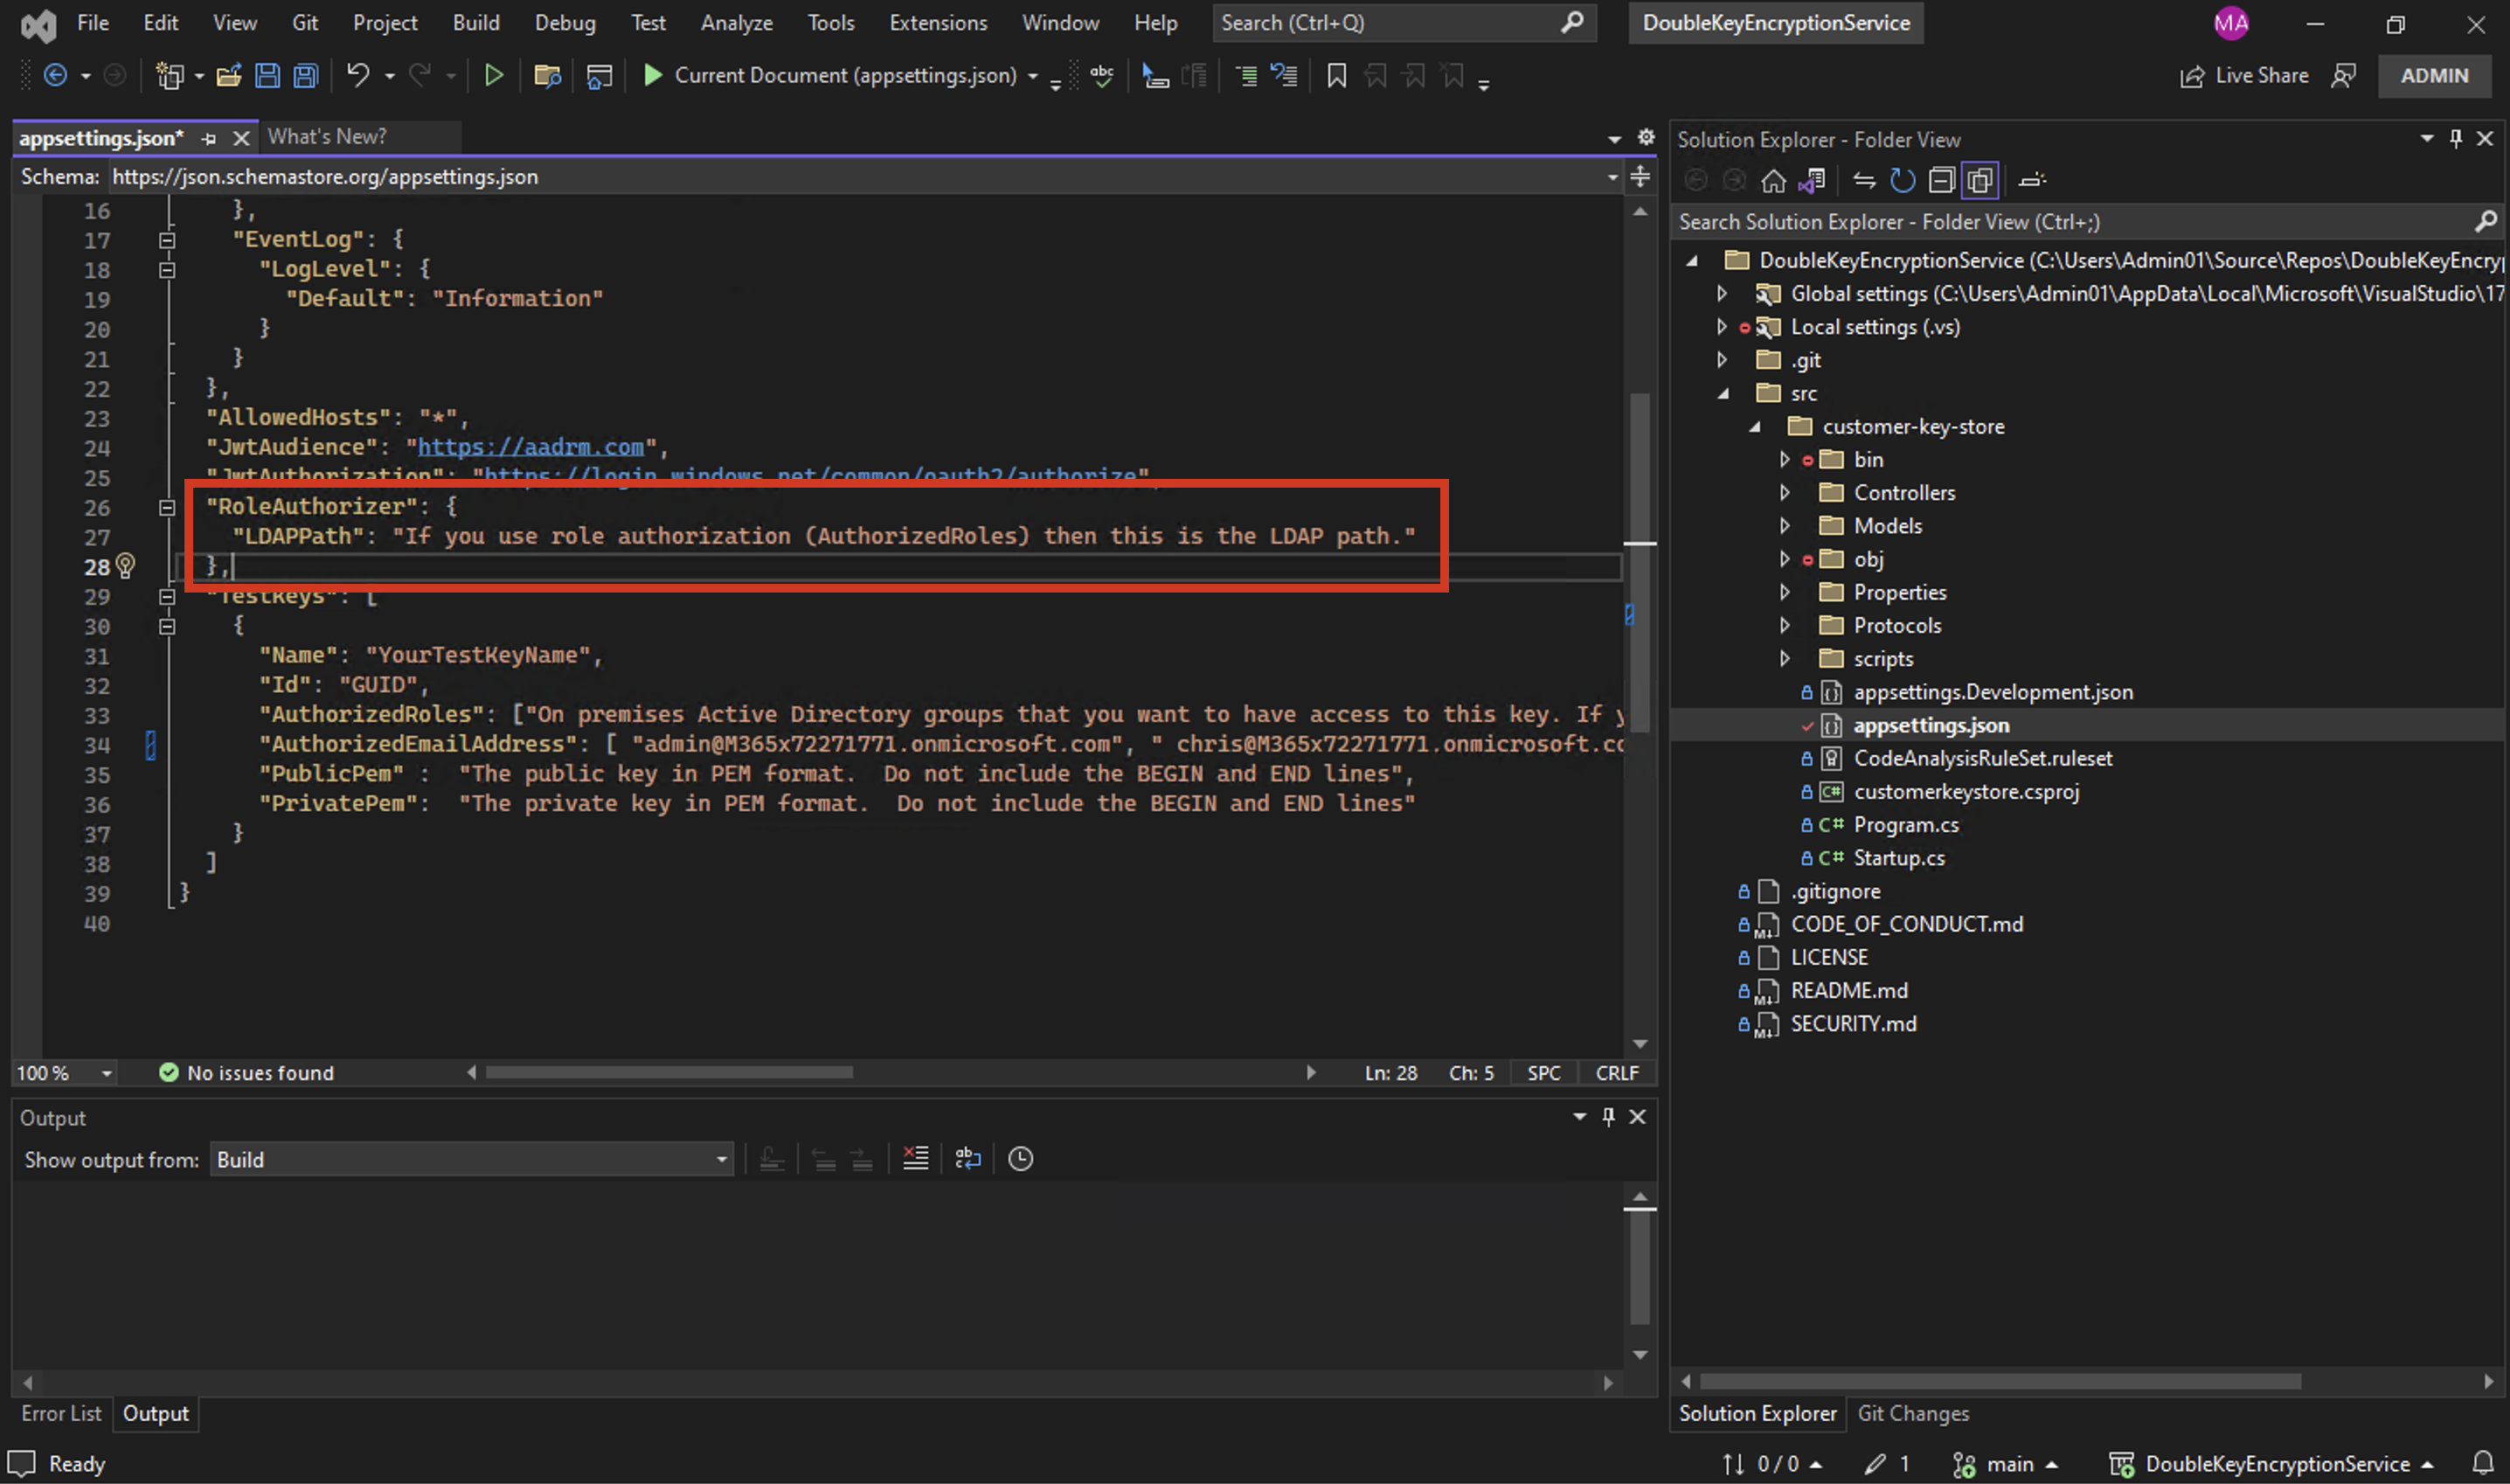 File Edit View Git Project Build Debug Test Analyze Tools Extensions Window Help Search (Ctrl+Q) DoubleKeyEncryptionService MA
Current Document (appsettings.json) Live Share ADMIN
appsettings.json* What's New?
Schema: https://json.schemastore.org/appsettings.json
16 },
17 "EventLog": {
18 "LogLevel": {
19 "Default": "Information"
20 }
21 }
22 },
23 "AllowedHosts": "*",
24 "JwtAudience": "https://aadrm.com",
25 "JwtAuthorization": "https://login.windows.net/common/oauth2/authorize",
26 "RoleAuthorizer": {
27 "LDAPPath": "If you use role authorization (AuthorizedRoles) then this is the LDAP path."
28 },
29 "TestKeys": [
30 {
31 "Name": "YourTestKeyName",
32 "Id": "GUID",
33 "AuthorizedRoles": ["On premises Active Directory groups that you want to have access to this key. If y
34 "AuthorizedEmailAddress": [ "admin@M365x72271771.onmicrosoft.com", " chris@M365x72271771.onmicrosoft.co
35 "PublicPem" : "The public key in PEM format.  Do not include the BEGIN and END lines",
36 "PrivatePem": "The private key in PEM format.  Do not include the BEGIN and END lines"
37 }
38 ]
39 }
40
100 % No issues found Ln: 28 Ch: 5 SPC CRLF
Output
Show output from: Build
Error List Output
Solution Explorer - Folder View
Search Solution Explorer - Folder View (Ctrl+;)
DoubleKeyEncryptionService (C:\Users\Admin01\Source\Repos\DoubleKeyEncry
Global settings (C:\Users\Admin01\AppData\Local\Microsoft\VisualStudio\17
Local settings (.vs)
.git
src
customer-key-store
bin
Controllers
Models
obj
Properties
Protocols
scripts
appsettings.Development.json
appsettings.json
CodeAnalysisRuleSet.ruleset
customerkeystore.csproj
C# Program.cs
C# Startup.cs
.gitignore
CODE_OF_CONDUCT.md
LICENSE
README.md
SECURITY.md
Solution Explorer Git Changes
Ready 0 / 0 1 main DoubleKeyEncryptionService